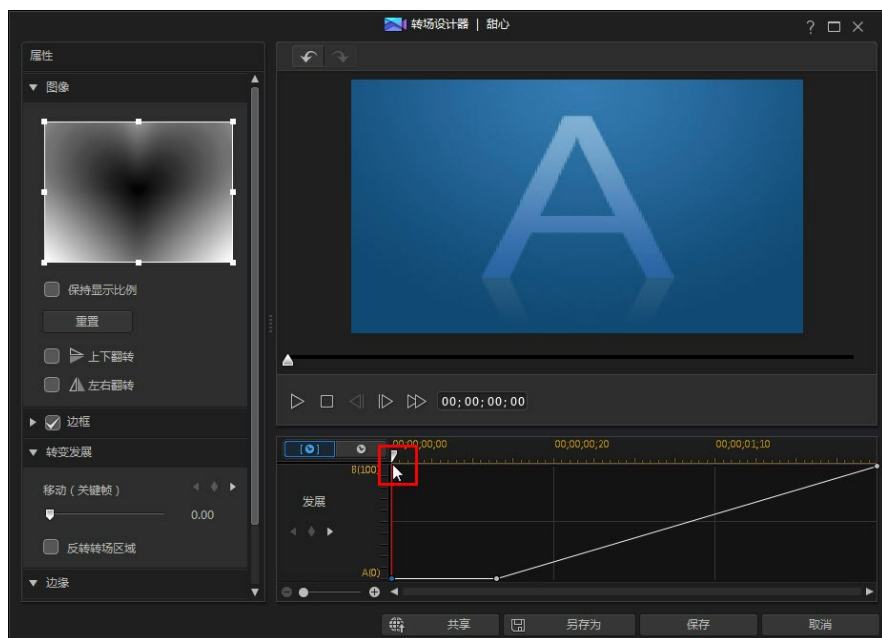 转场设计器 | 甜心
属性
图像
保持显示比例
重置
上下翻转
左右翻转
边框
转变发展
移动(关键帧)
0.00
反转转场区域
边缘
A
00;00;00;00
00;00;00;00 00;00;00;20 00;00;01;10
B(100)
发展
A(0)
共享 另存为 保存 取消